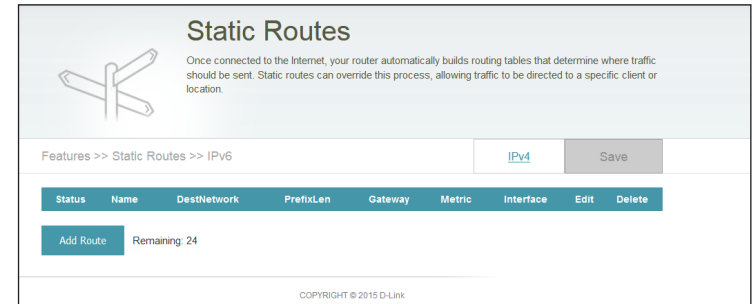 Static Routes
Once connected to the Internet, your router automatically builds routing tables that determine where traffic
should be sent. Static routes can override this process, allowing traffic to be directed to a specific client or
location.
Features >> Static Routes >> IPv6 IPv4 Save
Status Name DestNetwork PrefixLen Gateway Metric Interface Edit Delete
Add Route Remaining: 24
COPYRIGHT © 2015 D-Link